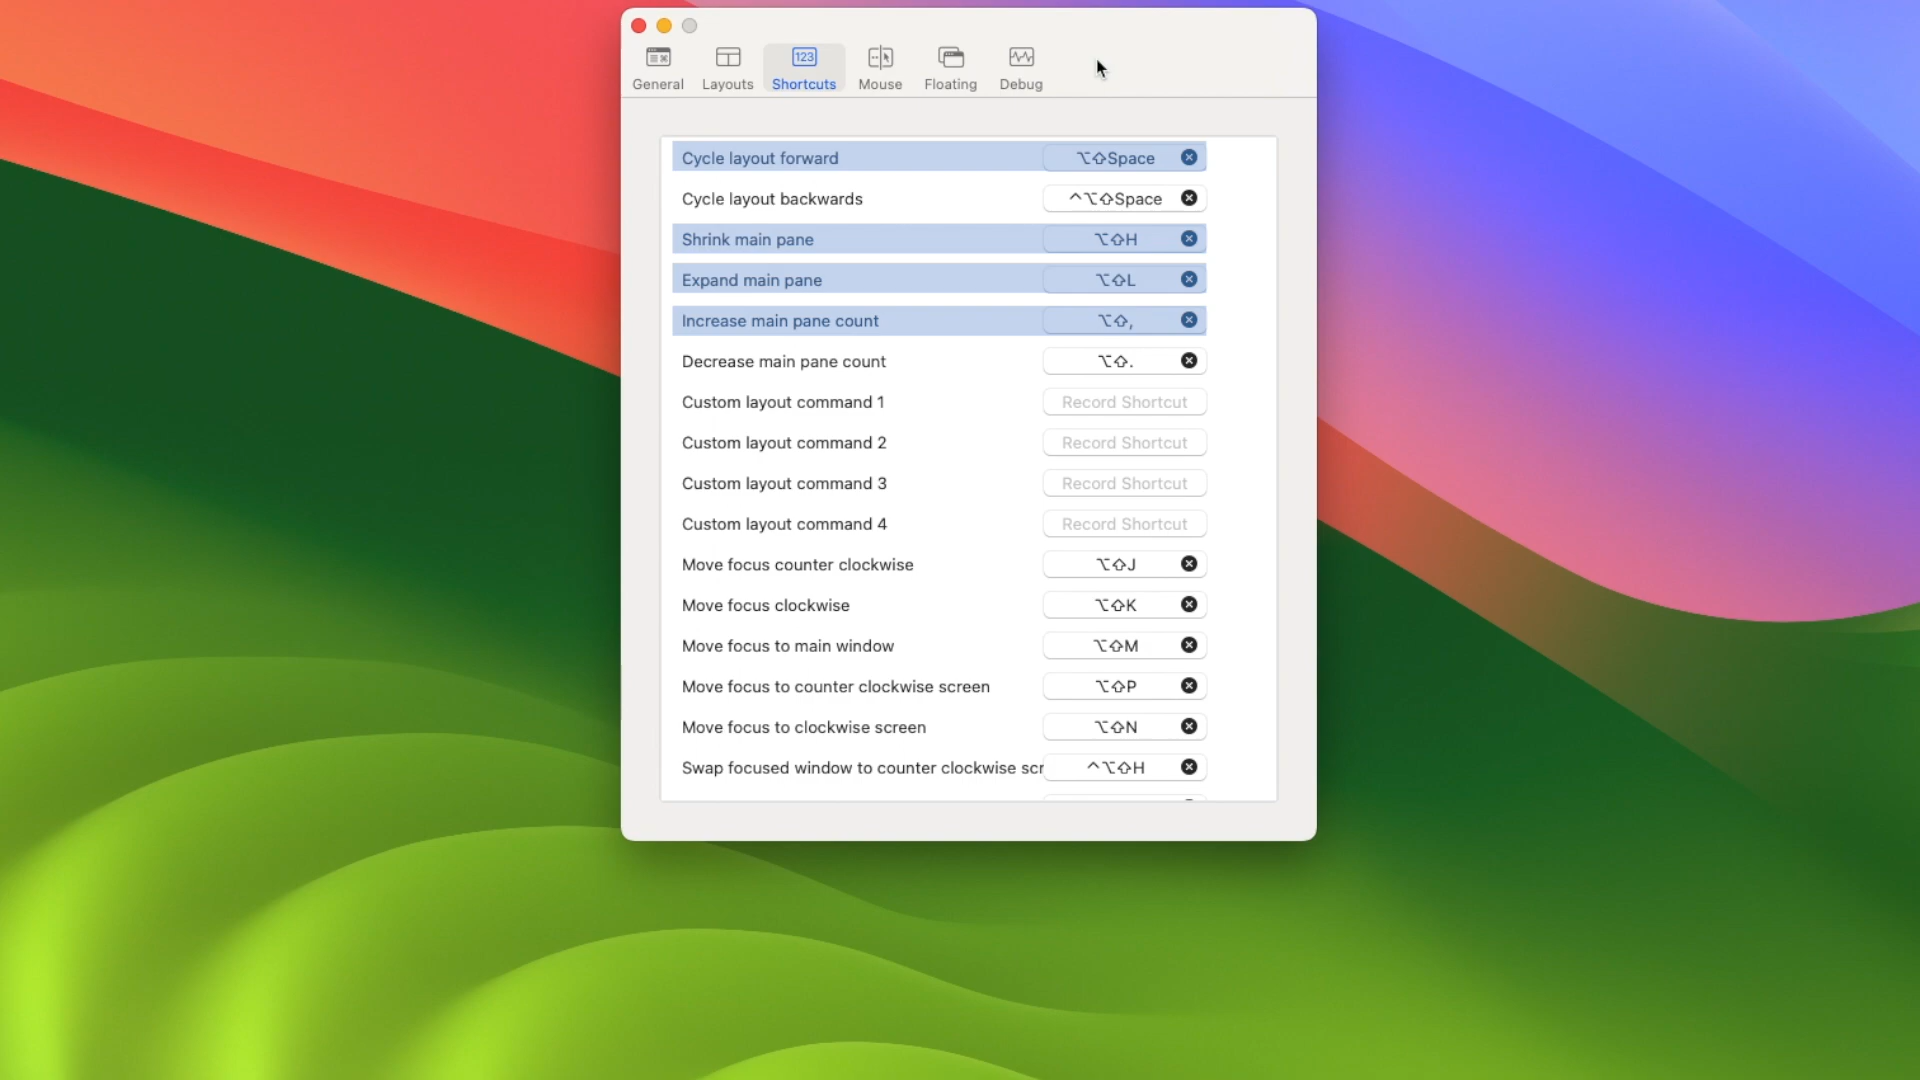 General Layouts 123 Shortcuts Mouse Floating Debug
Cycle layout forward ⌥⇧Space
Cycle layout backwards ^⌥⇧Space
Shrink main pane ⌥⇧H
Expand main pane ⌥⇧L
Increase main pane count ⌥⇧,
Decrease main pane count ⌥⇧.
Custom layout command 1 Record Shortcut
Custom layout command 2 Record Shortcut
Custom layout command 3 Record Shortcut
Custom layout command 4 Record Shortcut
Move focus counter clockwise ⌥⇧J
Move focus clockwise ⌥⇧K
Move focus to main window ⌥⇧M
Move focus to counter clockwise screen ⌥⇧P
Move focus to clockwise screen ⌥⇧N
Swap focused window to counter clockwise scr ^⌥⇧H